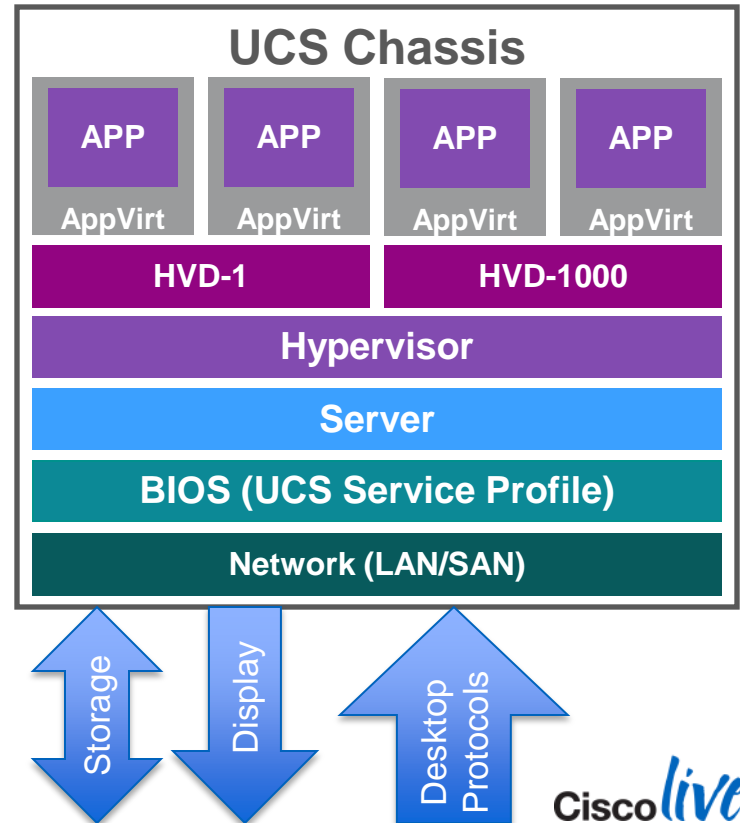 UCS Chassis
APP APP APP APP
AppVirt AppVirt AppVirt AppVirt
HVD-1 HVD-1000
Hypervisor
Server
BIOS (UCS Service Profile)
Network (LAN/SAN)
Storage
Display
Desktop
Protocols
Cisco live